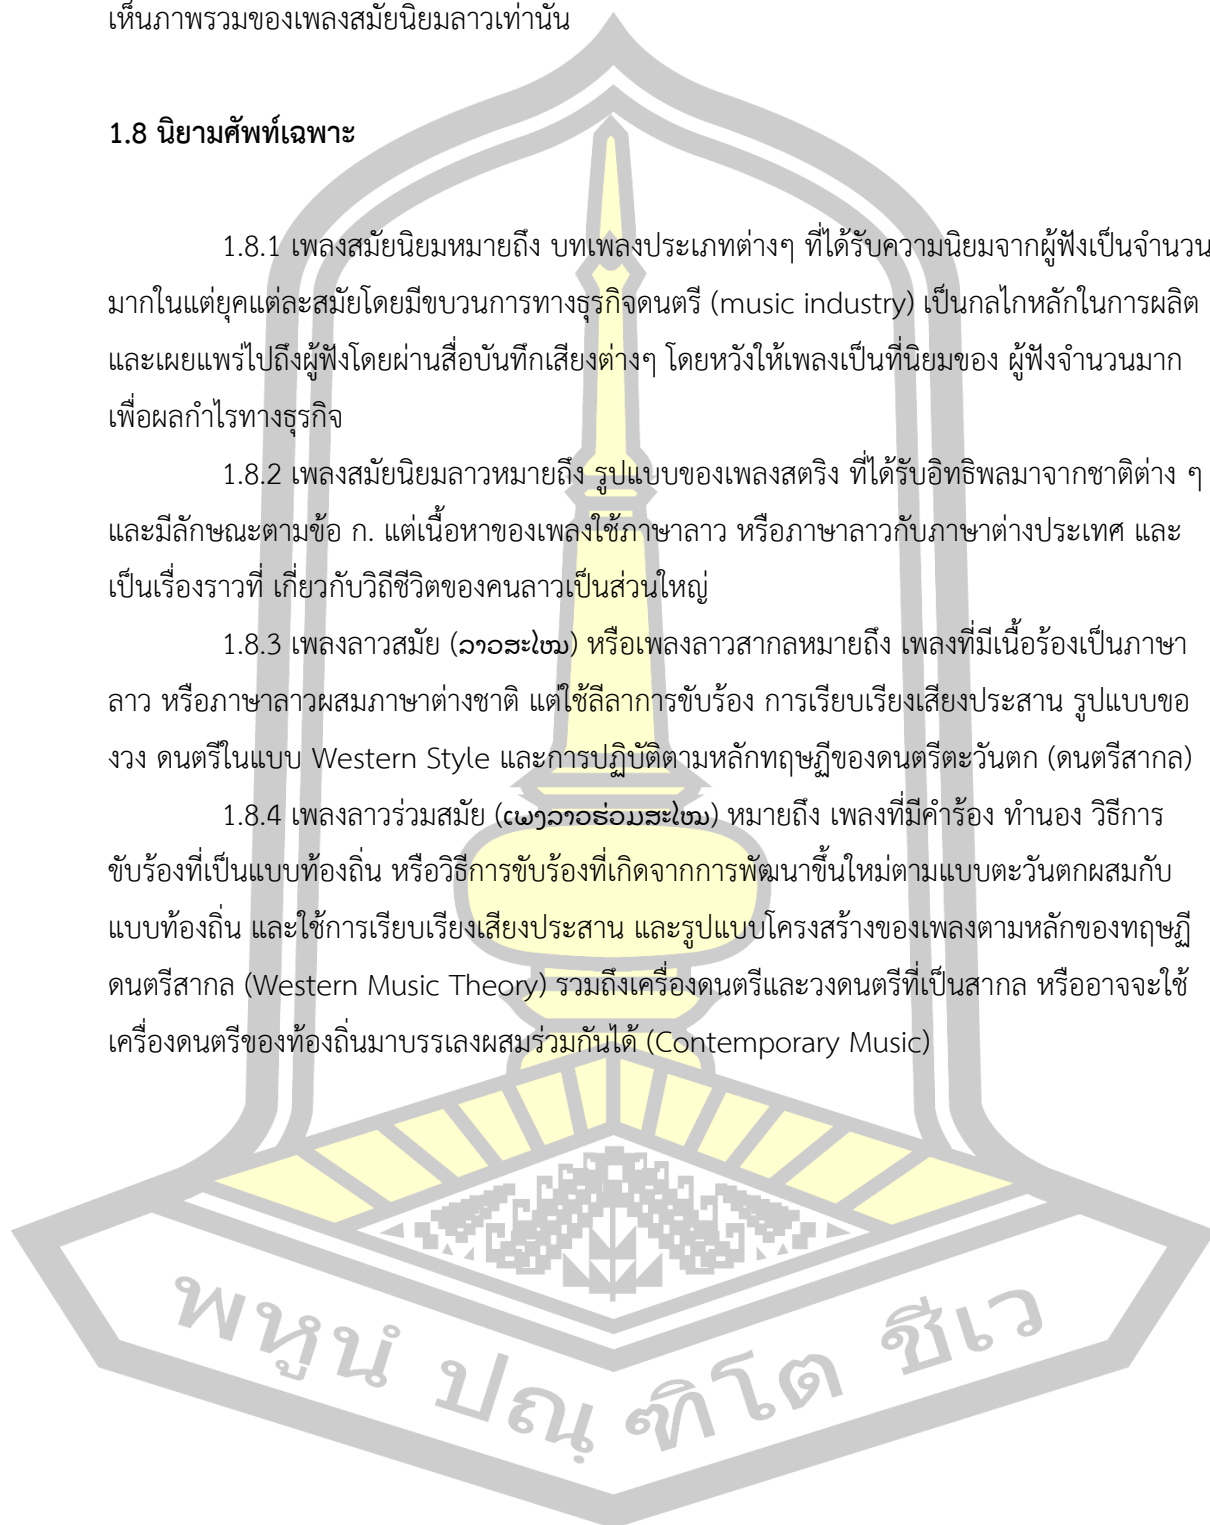 เห็นภาพรวมของเพลงสมัยนิยมลาวเท่านั้น
1.8 นิยามศัพท์เฉพาะ
1.8.1 เพลงสมัยนิยมหมายถึง บทเพลงประเภทต่างๆ ที่ได้รับความนิยมจากผู้ฟังเป็นจำนวน
มากในแต่ยุคแต่ละสมัยโดยมีขบวนการทางธุรกิจดนตรี (music industry) เป็นกลไกหลักในการผลิต
และเผยแพร่ไปถึงผู้ฟังโดยผ่านสื่อบันทึกเสียงต่างๆ โดยหวังให้เพลงเป็นที่นิยมของ ผู้ฟังจำนวนมาก
เพื่อผลกำไรทางธุรกิจ
1.8.2 เพลงสมัยนิยมลาวหมายถึง รูปแบบของเพลงสตริง ที่ได้รับอิทธิพลมาจากชาติต่าง ๆ
และมีลักษณะตามข้อ ก. แต่เนื้อหาของเพลงใช้ภาษาลาว หรือภาษาลาวกับภาษาต่างประเทศ และ
เป็นเรื่องราวที่ เกี่ยวกับวิถีชีวิตของคนลาวเป็นส่วนใหญ่
1.8.3 เพลงลาวสมัย (ລາວສະໄໝ) หรือเพลงลาวสากลหมายถึง เพลงที่มีเนื้อร้องเป็นภาษา
ลาว หรือภาษาลาวผสมภาษาต่างชาติ แต่ใช้ลีลาการขับร้อง การเรียบเรียงเสียงประสาน รูปแบบขอ
งวง ดนตรีในแบบ Western Style และการปฏิบัติตามหลักทฤษฏีของดนตรีตะวันตก (ดนตรีสากล)
1.8.4 เพลงลาวร่วมสมัย (ເພງລາວຮ່ວມສະໄໝ) หมายถึง เพลงที่มีคำร้อง ทำนอง วิธีการ
ขับร้องที่เป็นแบบท้องถิ่น หรือวิธีการขับร้องที่เกิดจากการพัฒนาขึ้นใหม่ตามแบบตะวันตกผสมกับ
แบบท้องถิ่น และใช้การเรียบเรียงเสียงประสาน และรูปแบบโครงสร้างของเพลงตามหลักของทฤษฏี
ดนตรีสากล (Western Music Theory) รวมถึงเครื่องดนตรีและวงดนตรีที่เป็นสากล หรืออาจจะใช้
เครื่องดนตรีของท้องถิ่นมาบรรเลงผสมร่วมกันได้ (Contemporary Music)
พหูนํ ปณฺฑิโต ชีเว